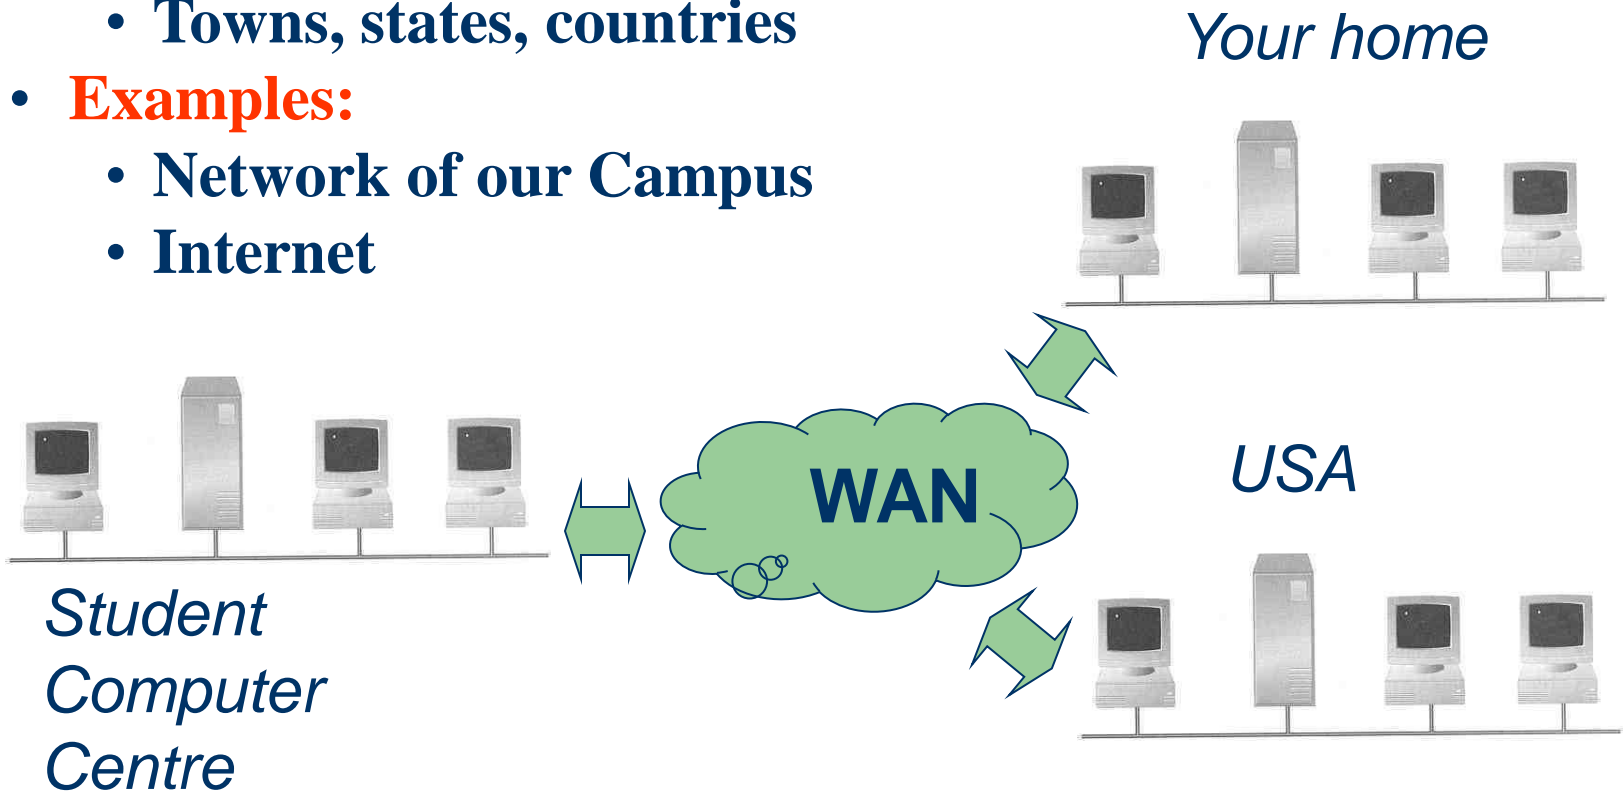 • Towns, states, countries
• Examples:
• Network of our Campus
• Internet
Your home
WAN
USA
Student
Computer
Centre